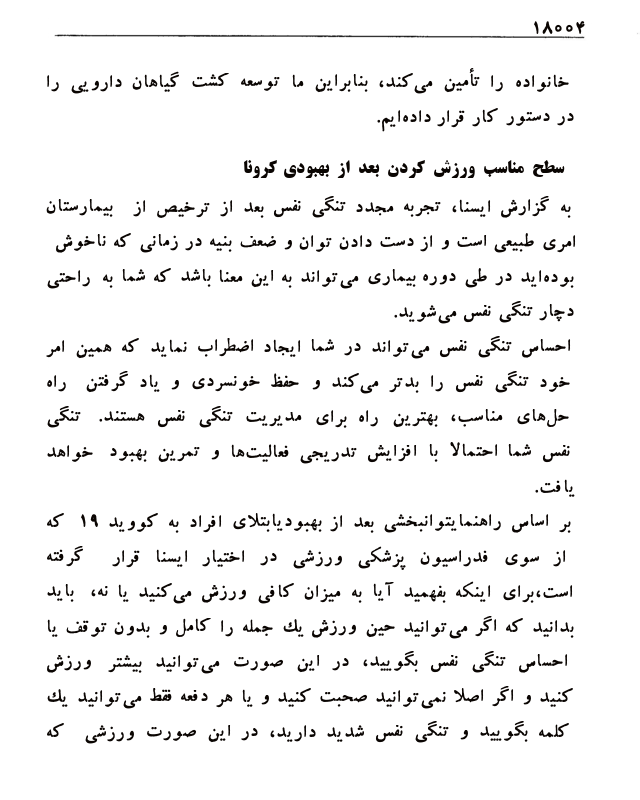 ۱۸۰۰۴
خانواده را تأمین می‌کند، بنابراین ما توسعه کشت گیاهان دارویی را
در دستور کار قرار داده‌ایم.
سطح مناسب ورزش کردن بعد از بهبودی کرونا
به گزارش ایسنا، تجربه مجدد تنگی نفس بعد از ترخیص از بیمارستان
امری طبیعی است و از دست دادن توان و ضعف بنیه در زمانی که ناخوش
بوده‌اید در طی دوره بیماری می‌تواند به این معنا باشد که شما به راحتی
دچار تنگی نفس می‌شوید.
احساس تنگی نفس می‌تواند در شما ایجاد اضطراب نماید که همین امر
خود تنگی نفس را بدتر می‌کند و حفظ خونسردی و یاد گرفتن راه
حل‌های مناسب، بهترین راه برای مدیریت تنگی نفس هستند. تنگی
نفس شما احتمالاً با افزایش تدریجی فعالیت‌ها و تمرین بهبود خواهد
یافت.
بر اساس راهنمایتوانبخشی بعد از بهبودیابتلای افراد به کووید ۱۹ که
از سوی فدراسیون پزشکی ورزشی در اختیار ایسنا قرار گرفته
است،برای اینکه بفهمید آیا به میزان کافی ورزش می‌کنید یا نه، باید
بدانید که اگر می‌توانید حین ورزش یك جمله را کامل و بدون توقف یا
احساس تنگی نفس بگویید، در این صورت می‌توانید بیشتر ورزش
کنید و اگر اصلا نمی‌توانید صحبت کنید و یا هر دفعه فقط می‌توانید یك
کلمه بگویید و تنگی نفس شدید دارید، در این صورت ورزشی که